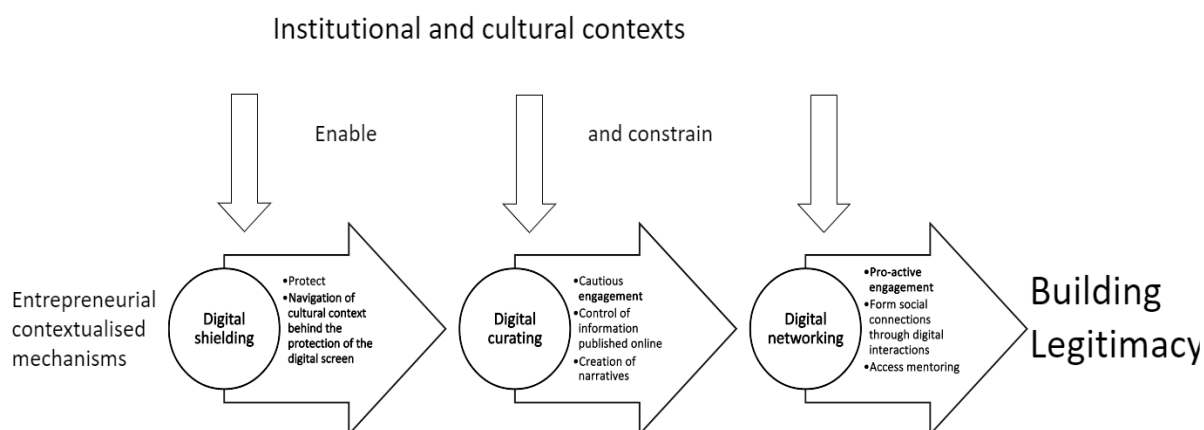 Institutional and cultural contexts
Enable
and constrain
Entrepreneurial
contextualised
mechanisms
Digital
shielding
•Protect
•Navigation of
cultural context
behind the
protection of the
digital screen
Digital
curating
•Cautious
engagement
•Control of
information
published online
•Creation of
narratives
Digital
networking
•Pro-active
engagement
•Form social
connections
through digital
interactions
•Access mentoring
Building
Legitimacy